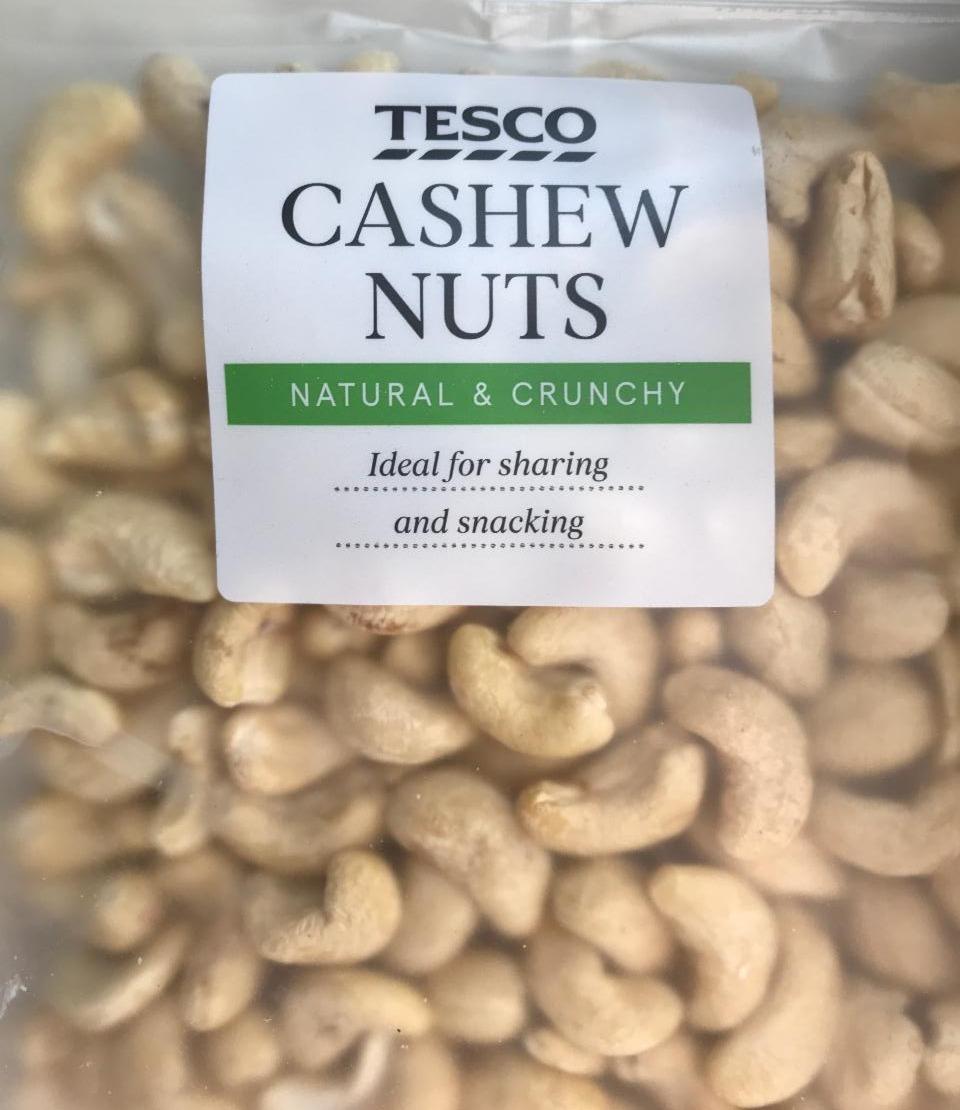 TESCO
CASHEW
NUTS
NATURAL & CRUNCHY
Ideal for sharing
and snacking